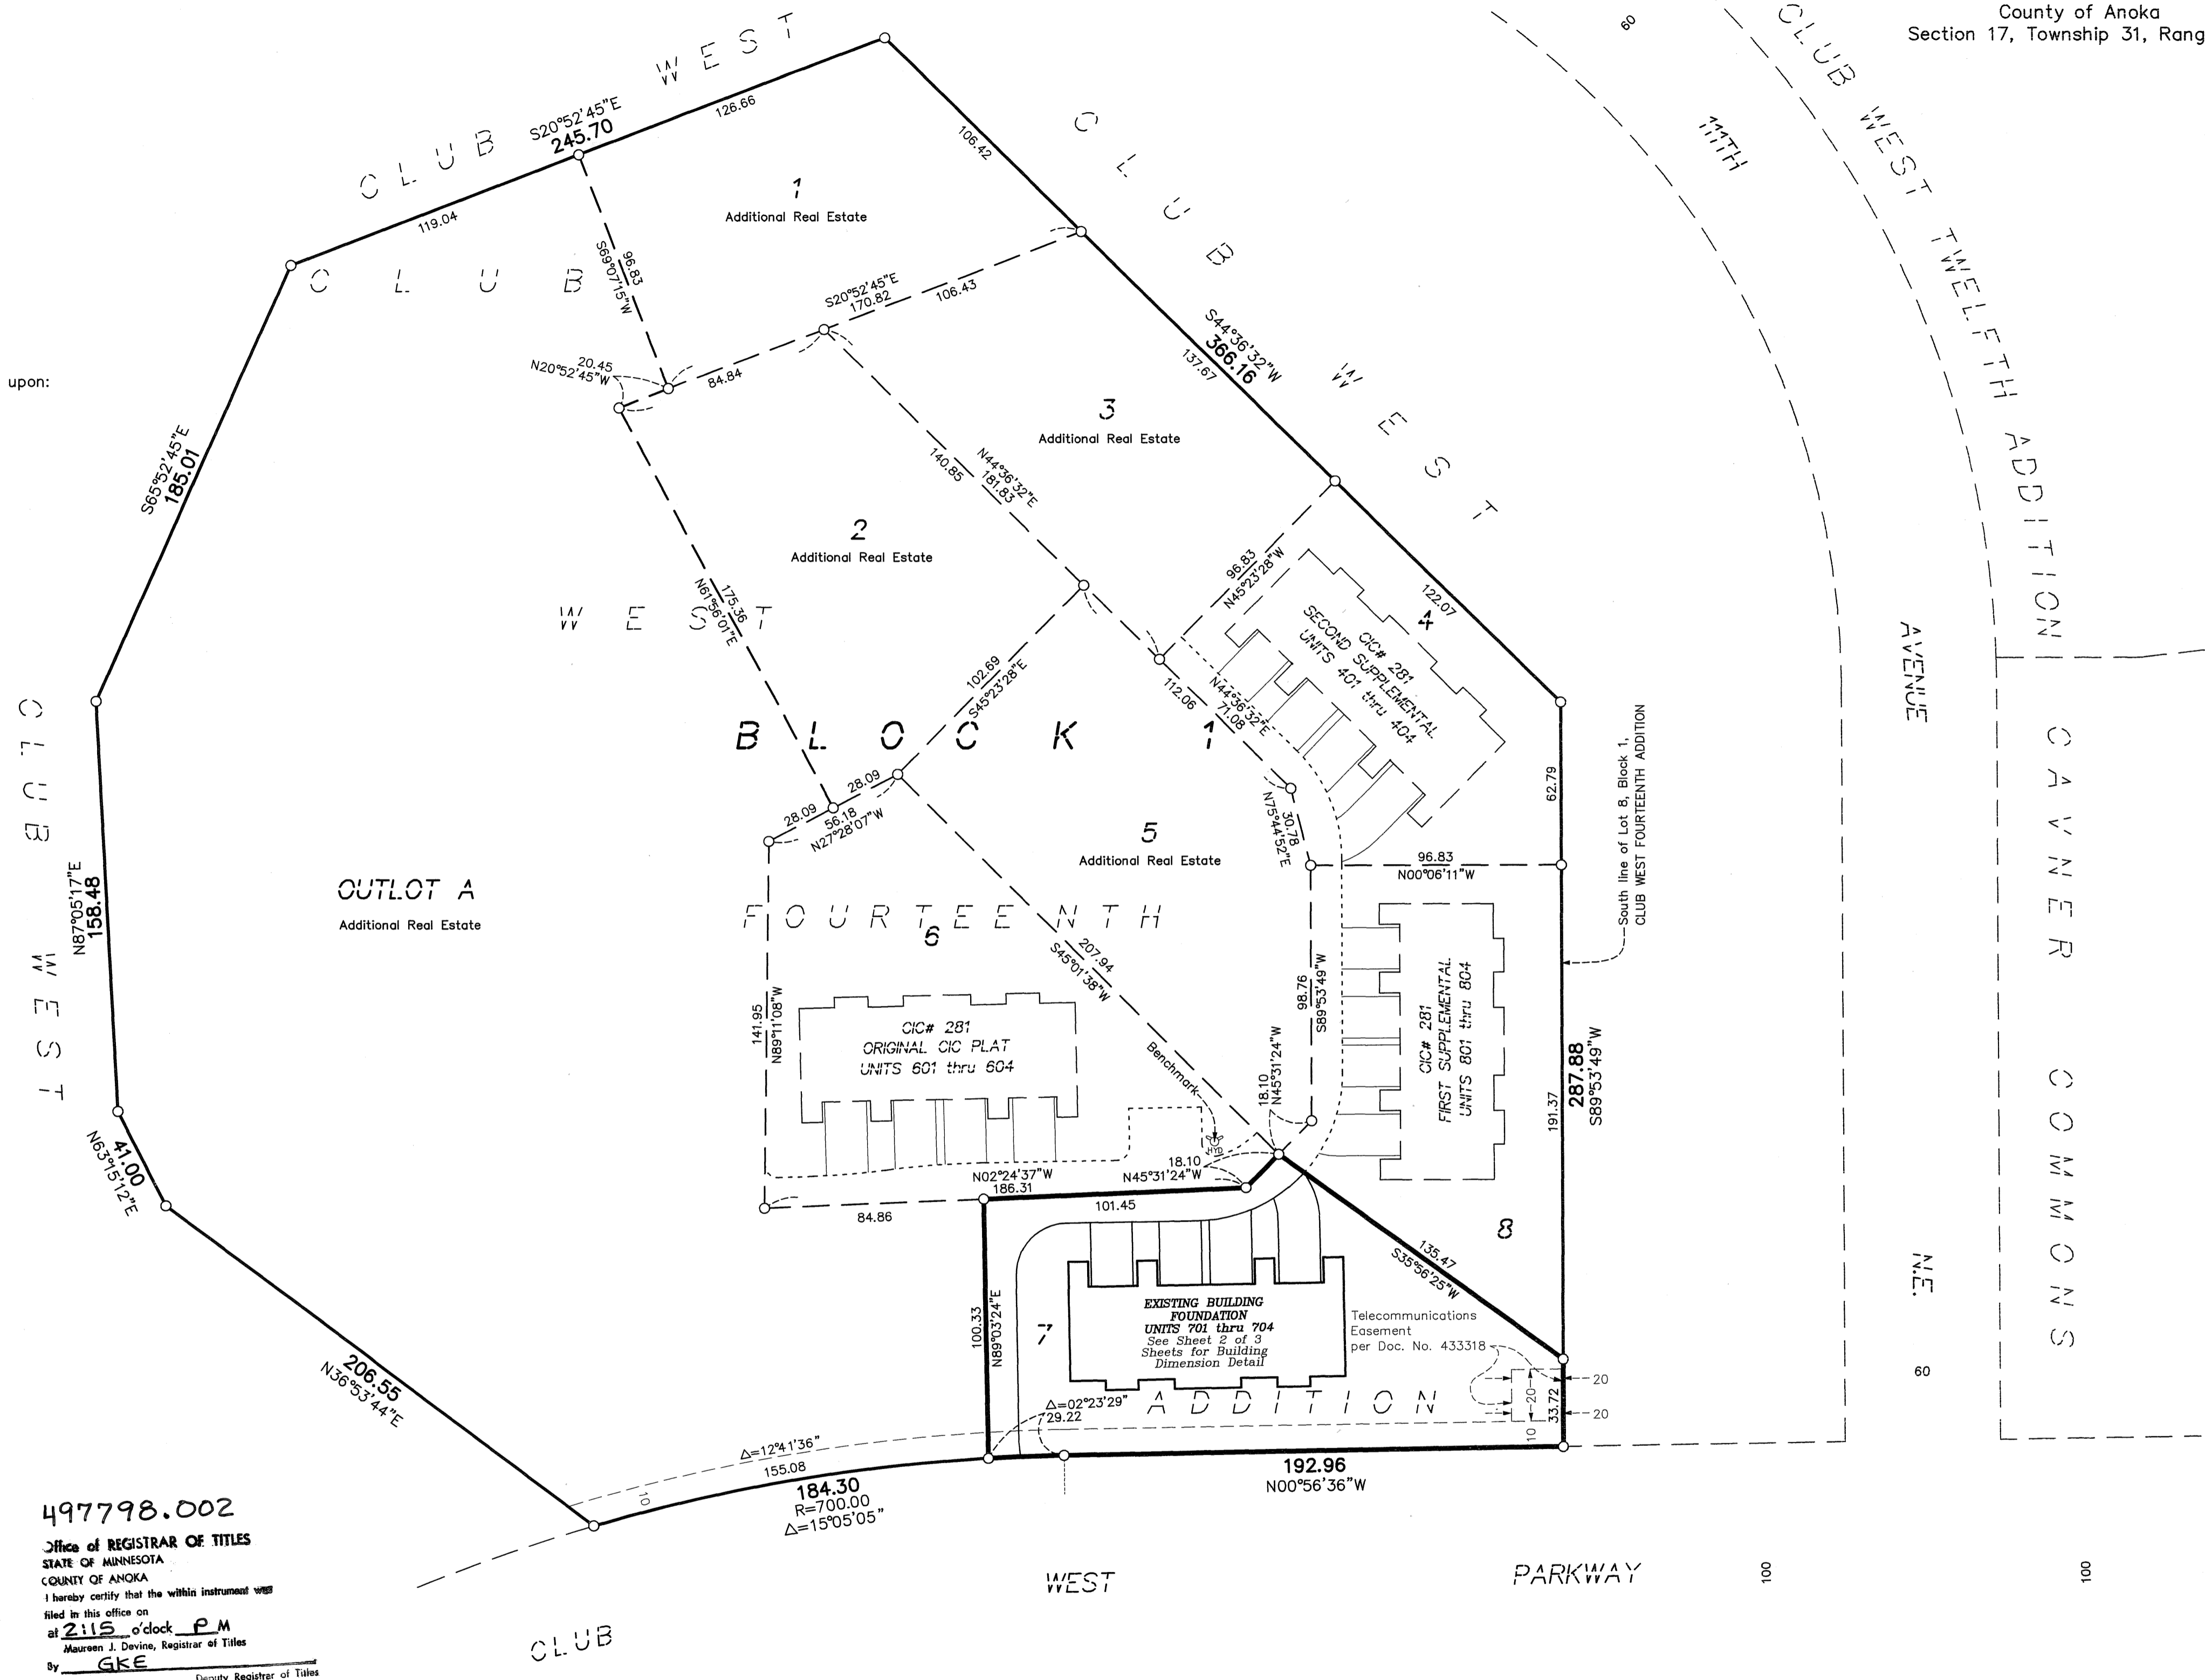 County of Anoka
Section 17, Township 31, Rang
CLUB WEST
S20°52'45"E
245.70
126.66
119.04
106.42
CLUB WEST
60
111TH
AVENUE
N.E.
60
CLUB WEST TWELFTH ADDITION
CAVNER COMMONS
1
Additional Real Estate
96.83
S69°07'15"W
S20°52'45"E
170.82
106.43
84.84
20.45
N20°52'45"W
upon:
S44°36'32"W
366.16
137.67
3
Additional Real Estate
N44°36'32"E
181.83
140.85
2
Additional Real Estate
175.36
N61°56'01"E
S65°52'45"E
185.01
CLUB
WEST
FOURTEENTH
ADDITION
BLOCK 1
96.83
N45°23'28"W
122.07
4
CIC# 281
SECOND SUPPLEMENTAL
UNITS 401 thru 404
N44°36'32"E
71.08
112.06
102.69
S45°23'28"E
28.09
28.09
56.18
N27°28'07"W
5
Additional Real Estate
30.78
N75°44'52"E
62.79
96.83
N00°06'11"W
South line of Lot 8, Block 1,
CLUB WEST FOURTEENTH ADDITION
CLUB WEST
N87°05'17"E
158.48
OUTLOT A
Additional Real Estate
6
141.95
N89°11'08"W
207.94
S45°01'38"W
98.76
S89°53'49"W
CIC# 281
ORIGINAL CIC PLAT
UNITS 601 thru 604
CIC# 281
FIRST SUPPLEMENTAL
UNITS 801 thru 804
287.88
S89°53'49"W
191.37
Benchmark
HYD
18.10
N45°31'24"W
18.10
N45°31'24"W
N02°24'37"W
186.31
84.86
101.45
41.00
N63°15'12"E
206.55
N36°53'44"E
8
135.47
S35°56'25"W
100.33
N89°03'24"E
7
EXISTING BUILDING
FOUNDATION
UNITS 701 thru 704
See Sheet 2 of 3
Sheets for Building
Dimension Detail
Telecommunications
Easement
per Doc. No. 433318
20
20
20
33.72
10
Δ=02°23'29"
29.22
Δ=12°41'36"
155.08
10
184.30
R=700.00
Δ=15°05'05"
192.96
N00°56'36"W
CLUB WEST PARKWAY
100
100
497798.002
Office of REGISTRAR OF TITLES
STATE OF MINNESOTA
COUNTY OF ANOKA
I hereby certify that the within instrument was
filed in this office on
at 2:15 o'clock P M
Maureen J. Devine, Registrar of Titles
By GKE
Deputy Registrar of Titles